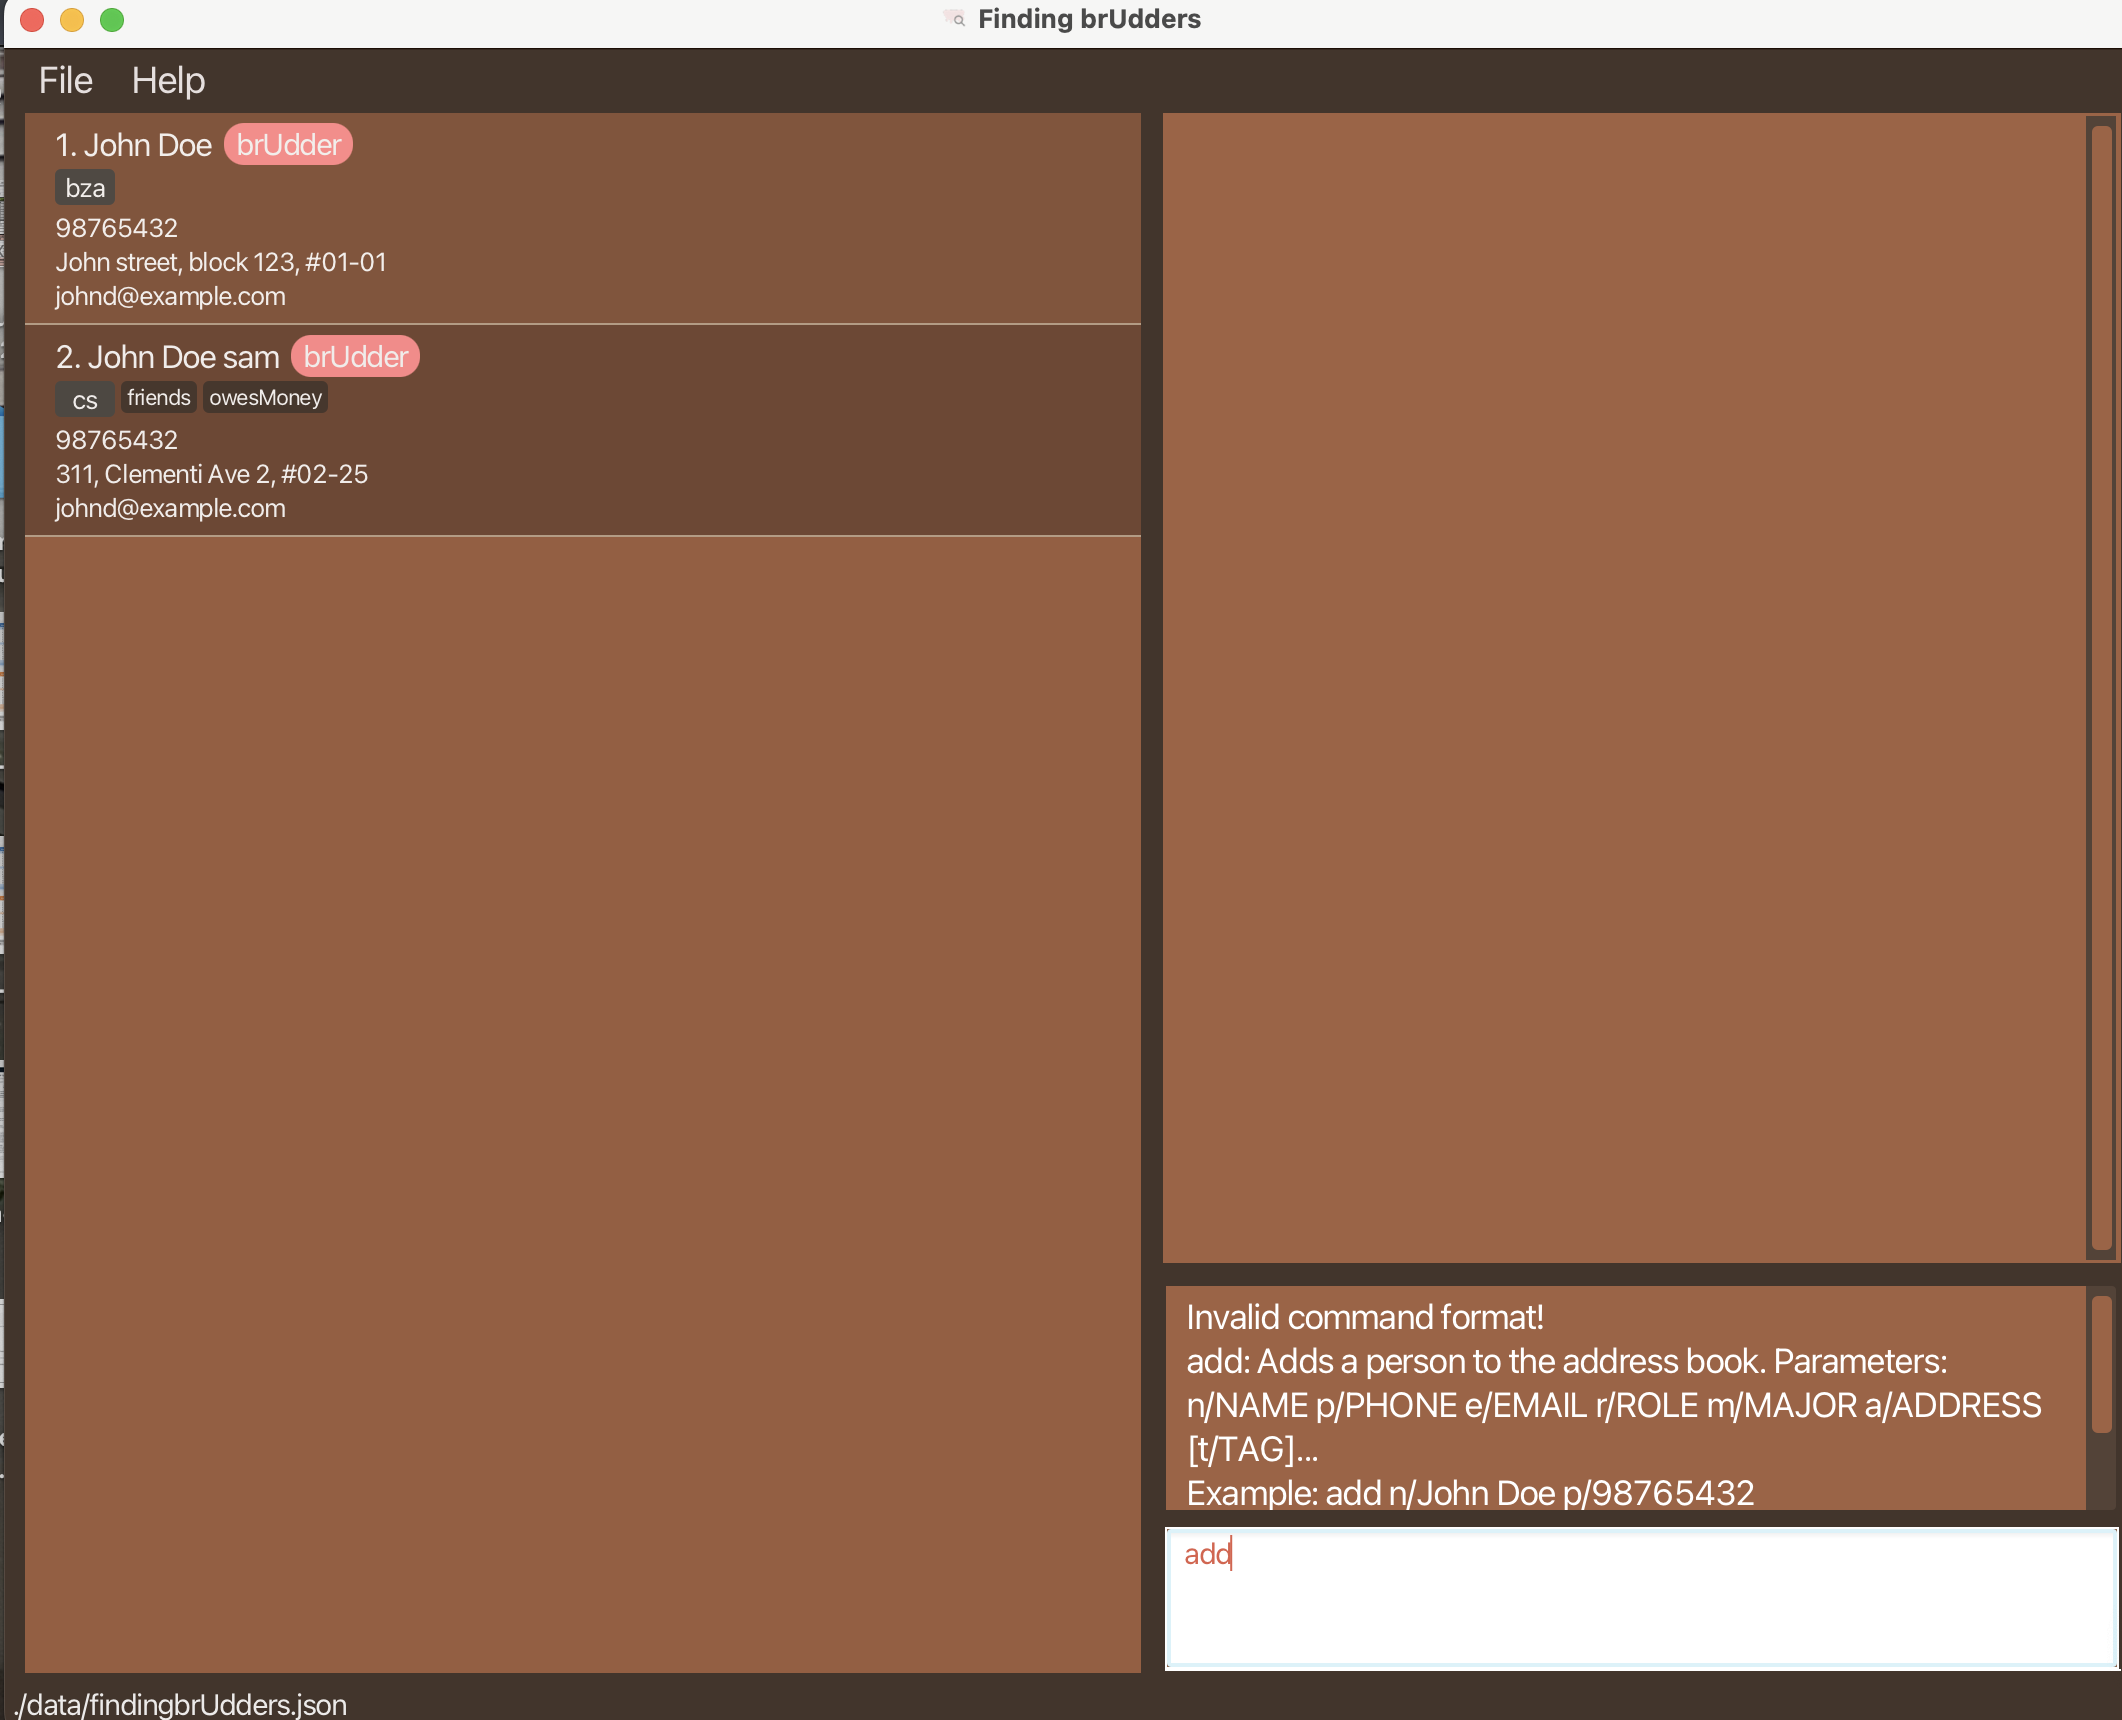 Finding brUdders
File Help
1. John Doe brUdder
bza
98765432
John street, block 123, #01-01
johnd@example.com
2. John Doe sam brUdder
cs friends owesMoney
98765432
311, Clementi Ave 2, #02-25
johnd@example.com
Invalid command format!
add: Adds a person to the address book. Parameters:
n/NAME p/PHONE e/EMAIL r/ROLE m/MAJOR a/ADDRESS
[t/TAG]...
Example: add n/John Doe p/98765432
add
./data/findingbrUdders.json